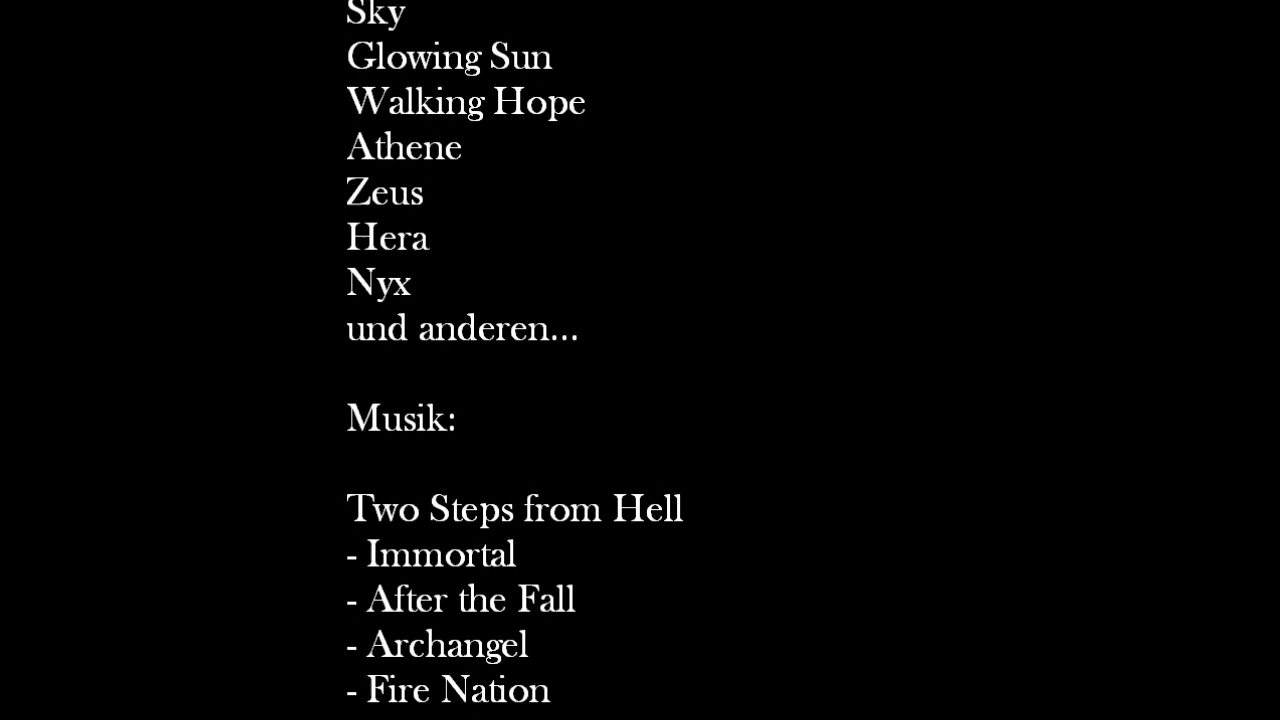 Sky
Glowing Sun
Walking Hope
Athene
Zeus
Hera
Nyx
und anderen...
Musik:
Two Steps from Hell
- Immortal
- After the Fall
- Archangel
- Fire Nation